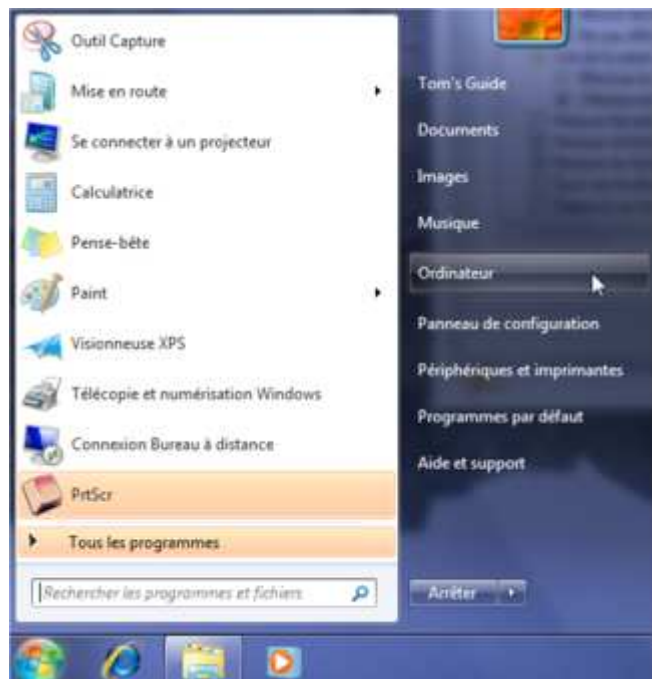 Outil Capture
Mise en route
Se connecter à un projecteur
Calculatrice
Pense-bête
Paint
Visionneuse XPS
Télécopie et numérisation Windows
Connexion Bureau à distance
PrtScr
Tous les programmes
Rechercher les programmes et fichiers
Tom's Guide
Documents
Images
Musique
Ordinateur
Panneau de configuration
Périphériques et imprimantes
Programmes par défaut
Aide et support
Arrêter